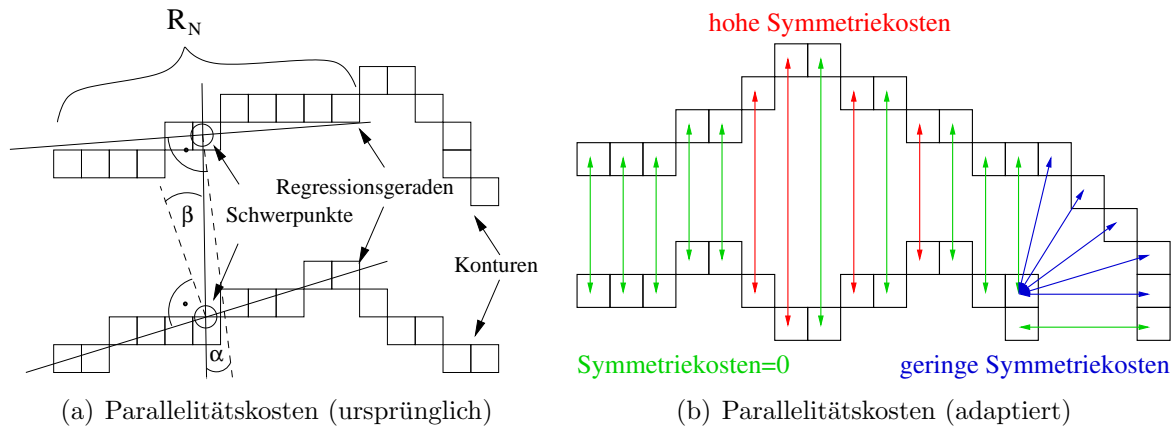 R_N
Regressionsgeraden
β
Schwerpunkte
Konturen
α
(a) Parallelitätskosten (ursprünglich)
hohe Symmetriekosten
Symmetriekosten=0
geringe Symmetriekosten
(b) Parallelitätskosten (adaptiert)